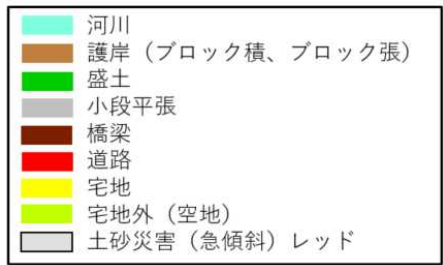 河川
護岸（ブロック積、ブロック張）
盛土
小段平張
橋梁
道路
宅地
宅地外（空地）
土砂災害（急傾斜）レッド